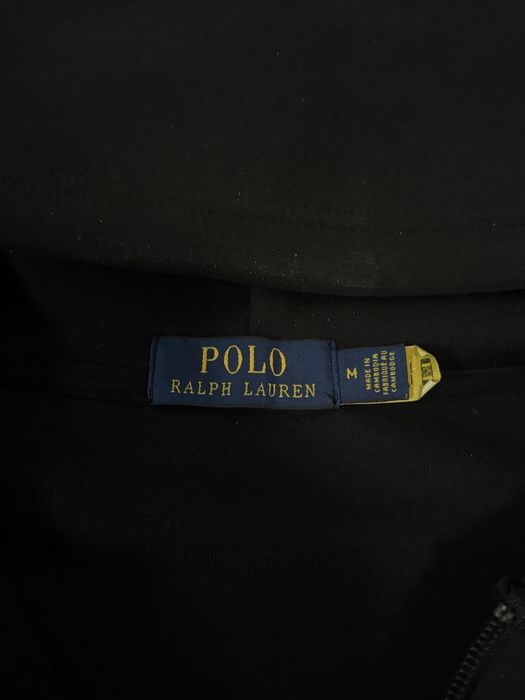 POLO
RALPH LAUREN
M
MADE IN
CAMBODIA
FABRIQUÉ AU
CAMBODGE